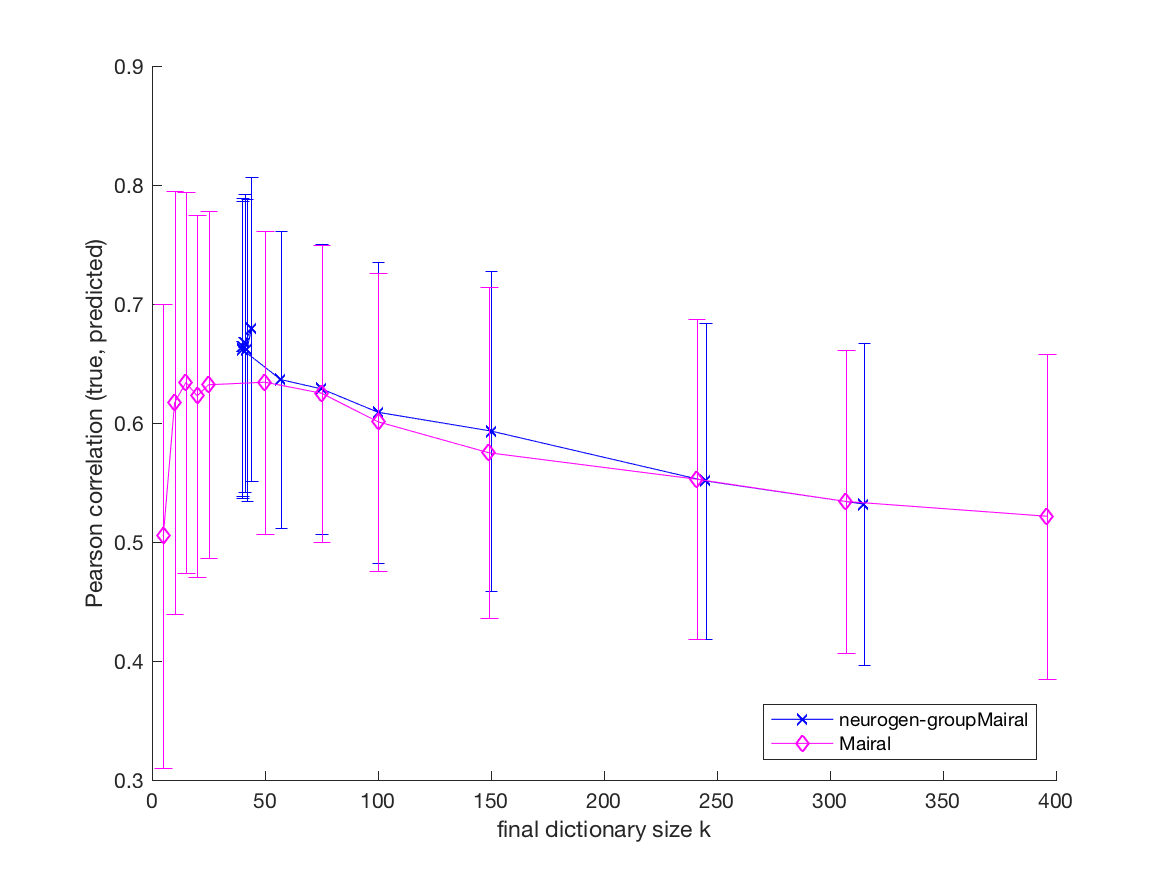 0.9
0.8
0.7
0.6
0.5
0.4
0.3
Pearson correlation (true, predicted)
0 50 100 150 200 250 300 350 400
final dictionary size k
neurogen-groupMairal
Mairal